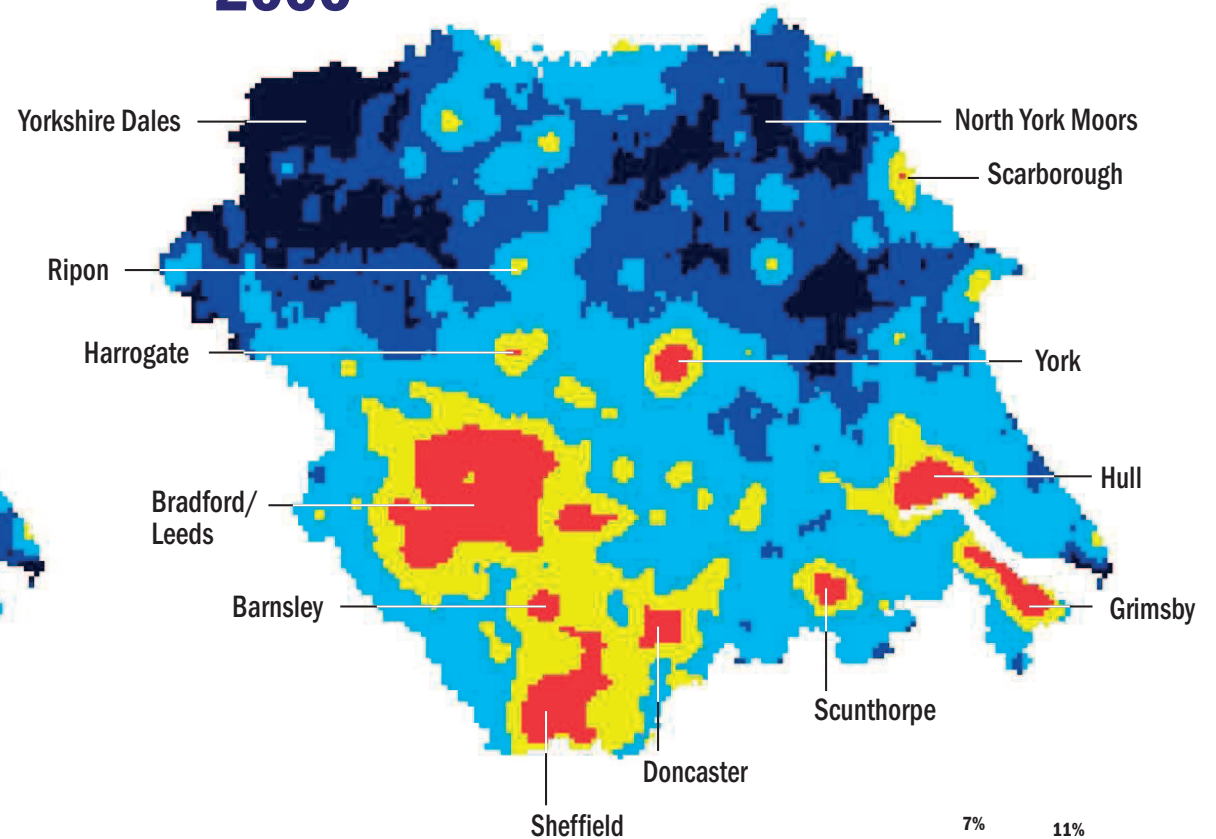 2000
Yorkshire Dales
North York Moors
Scarborough
Ripon
Harrogate
York
Hull
Bradford/
Leeds
Barnsley
Grimsby
Scunthorpe
Doncaster
Sheffield
7%
11%